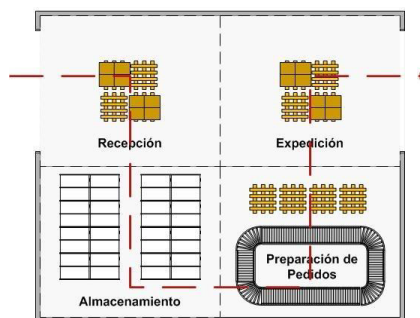 Recepción
Expedición
Almacenamiento
Preparación de
Pedidos